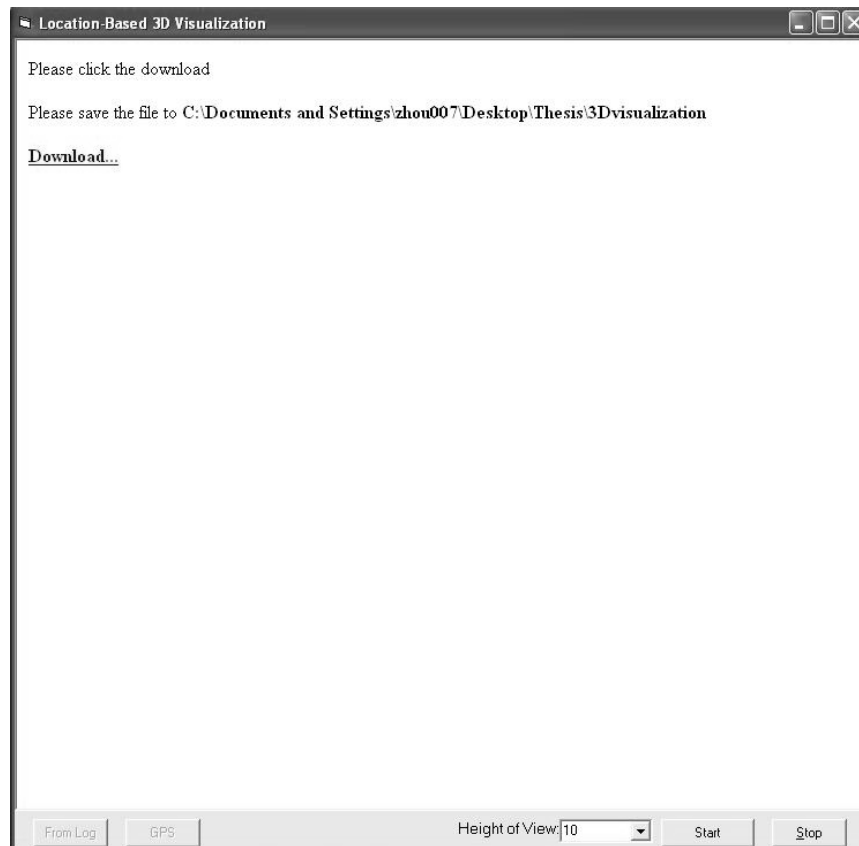 Location-Based 3D Visualization
Please click the download
Please save the file to C:\Documents and Settings\zhou007\Desktop\Thesis\3Dvisualization
Download...
From Log GPS Height of View: 10 Start Stop